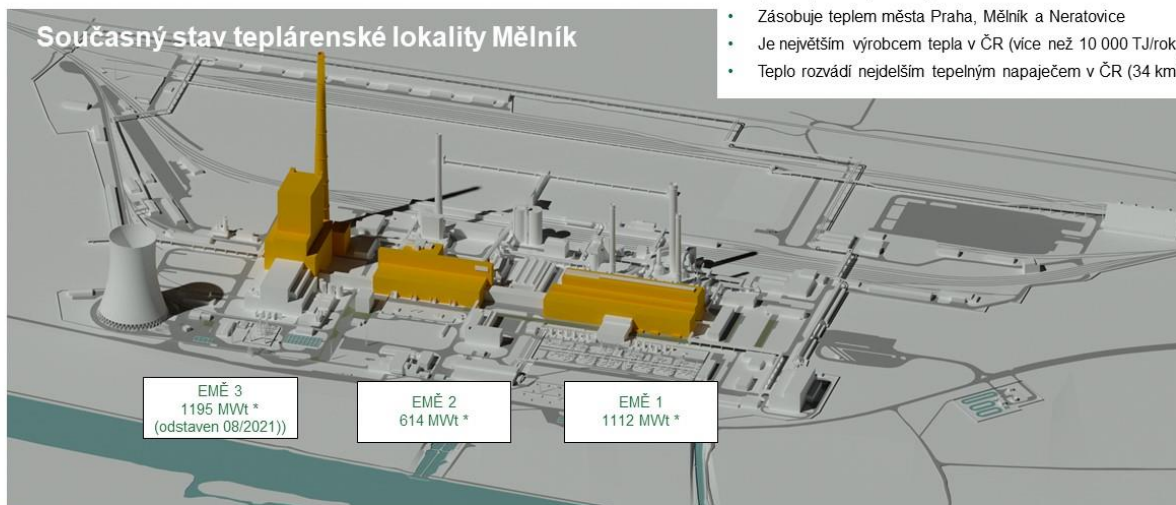 Současný stav teplárenské lokality Mělník
• Zásobuje teplem města Praha, Mělník a Neratovice
• Je největším výrobcem tepla v ČR (více než 10 000 TJ/rok
• Teplo rozvádí nejdelším tepelným napaječem v ČR (34 km
EMĚ 3
1195 MWt *
(odstaven 08/2021))
EMĚ 2
614 MWt *
EMĚ 1
1112 MWt *